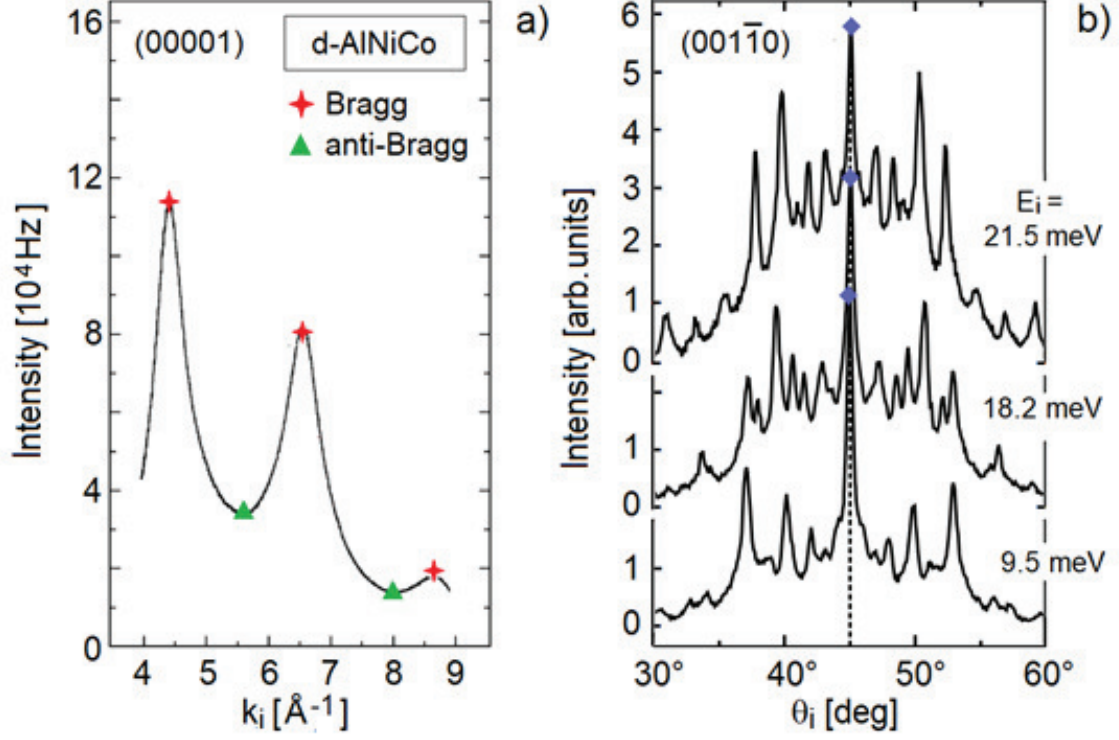 a)
(00001)
d-AlNiCo
Bragg
anti-Bragg
16
12
8
4
0
Intensity [10⁴Hz]
4 5 6 7 8 9
kᵢ [Å⁻¹]
b)
(0011̅0)
6
5
4
3
2
1
0
1
0
1
0
Intensity [arb.units]
Eᵢ =
21.5 meV
18.2 meV
9.5 meV
30° 40° 50° 60°
θᵢ [deg]